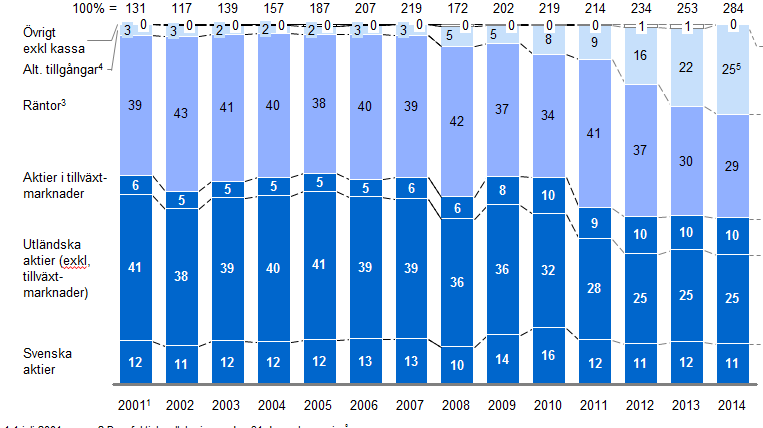 100% = 131 117 139 157 187 207 219 172 202 219 214 234 253 284
Övrigt
exkl kassa
0 0 0 0 0 0 0 0 0 0 0 1 1 0
Alt. tillgångar⁴
3 3 2 2 2 3 3 5 5 8 9 16 22 25⁵
Räntor³
39 43 41 40 38 40 39 42 37 34 41 37 30 29
Aktier i tillväxt-
marknader
6 5 5 5 5 5 6 6 8 10 9 10 10 10
Utländska
aktier (exkl,
tillväxt-
marknader)
41 38 39 40 41 39 39 36 36 32 28 25 25 25
Svenska
aktier
12 11 12 12 12 13 13 10 14 16 12 11 12 11
2001¹ 2002 2003 2004 2005 2006 2007 2008 2009 2010 2011 2012 2013 2014